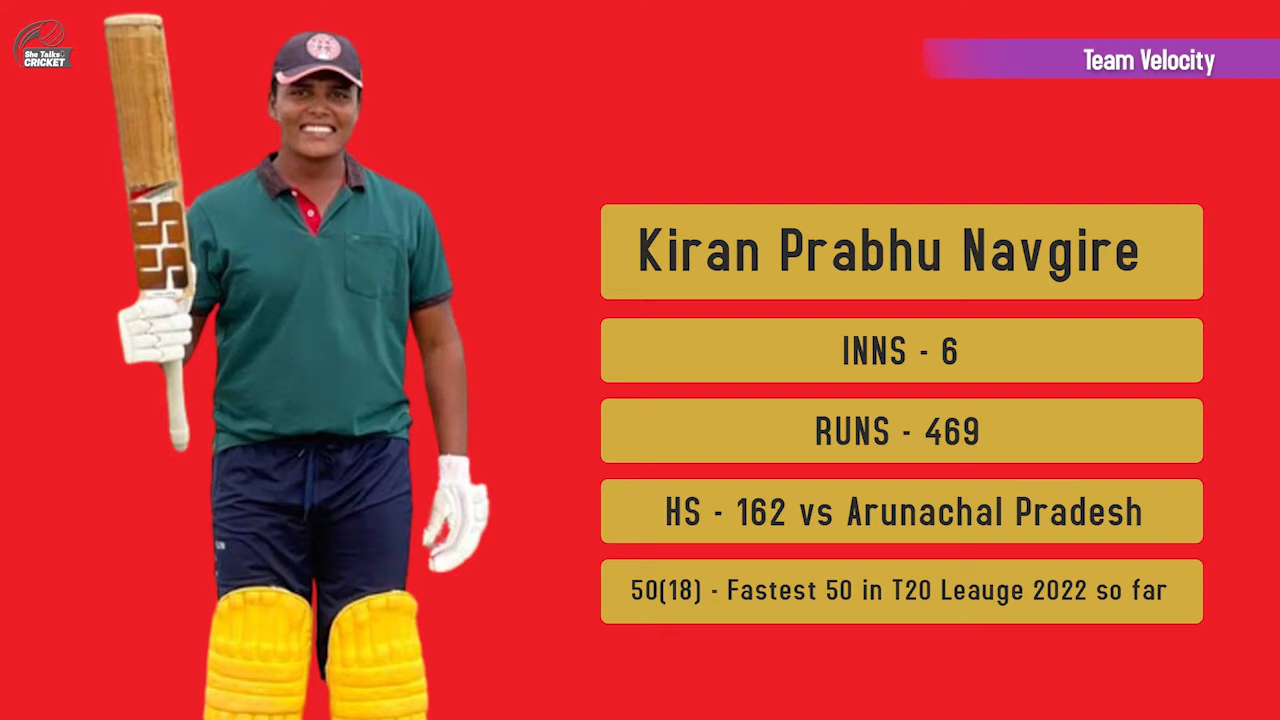 She Talks
CRICKET
Team Velocity
SS
Kiran Prabhu Navgire
INNS - 6
RUNS - 469
HS - 162 vs Arunachal Pradesh
50(18) - Fastest 50 in T20 Leauge 2022 so far